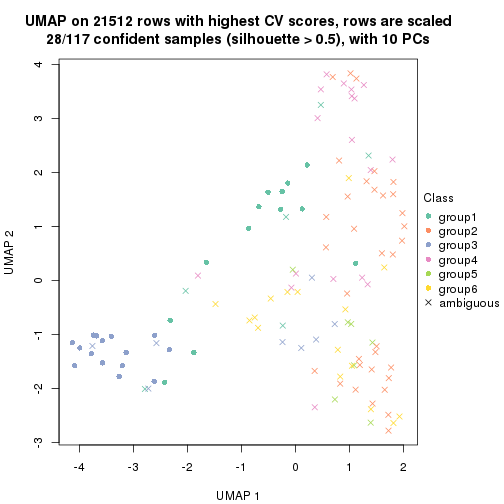 UMAP on 21512 rows with highest CV scores, rows are scaled
28/117 confident samples (silhouette > 0.5), with 10 PCs
4
3
2
1
0
-1
-2
-3
UMAP 2
-4
-3
-2
-1
0
1
2
UMAP 1
Class
group1
group2
group3
group4
group5
group6
ambiguous